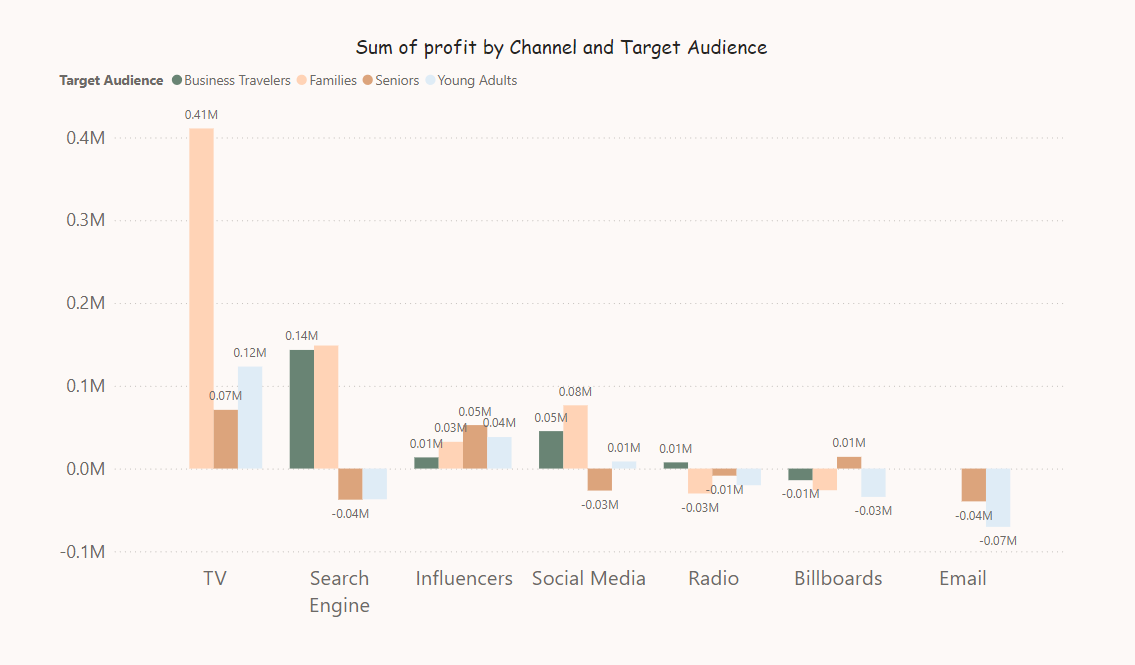 Sum of profit by Channel and Target Audience
Target Audience Business Travelers Families Seniors Young Adults
0.4M
0.3M
0.2M
0.1M
0.0M
-0.1M
0.41M
0.07M
0.12M
0.14M
-0.04M
0.01M
0.03M
0.05M
0.04M
0.05M
0.08M
-0.03M
0.01M
0.01M
-0.03M
-0.01M
-0.01M
0.01M
-0.03M
-0.04M
-0.07M
TV
Search
Engine
Influencers
Social Media
Radio
Billboards
Email